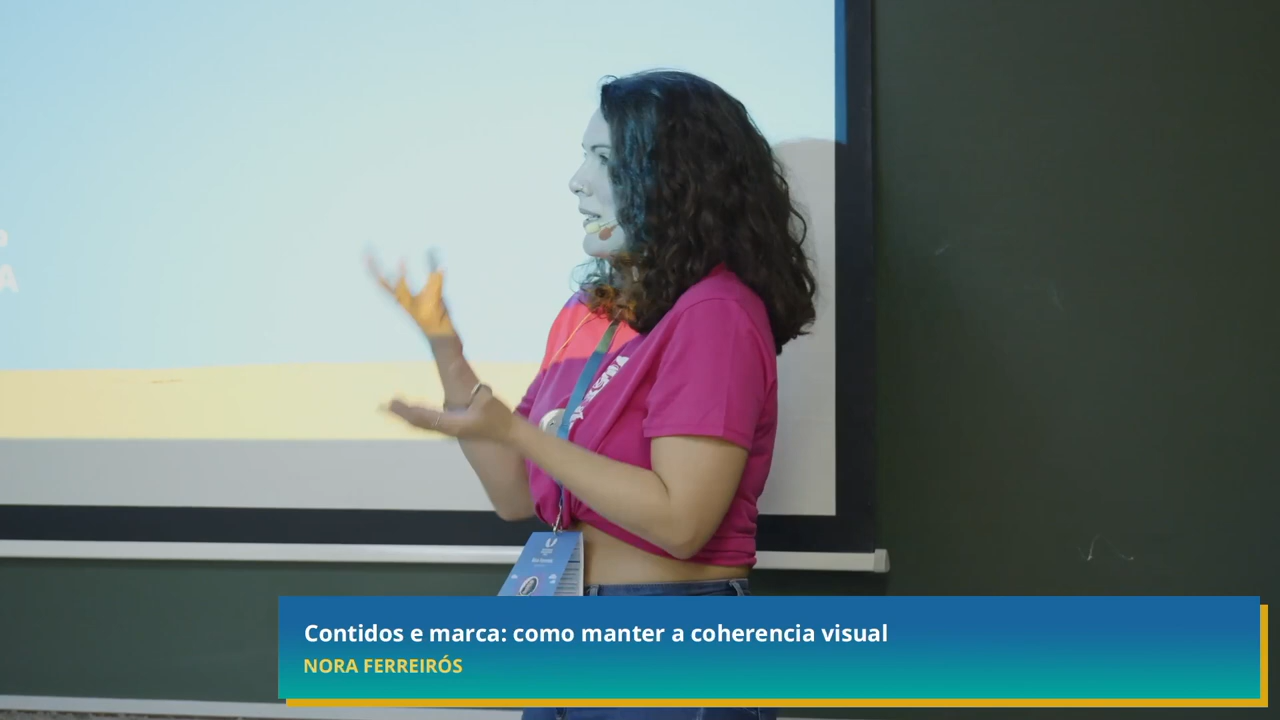 A
Contidos e marca: como manter a coherencia visual
NORA FERREIRÓS